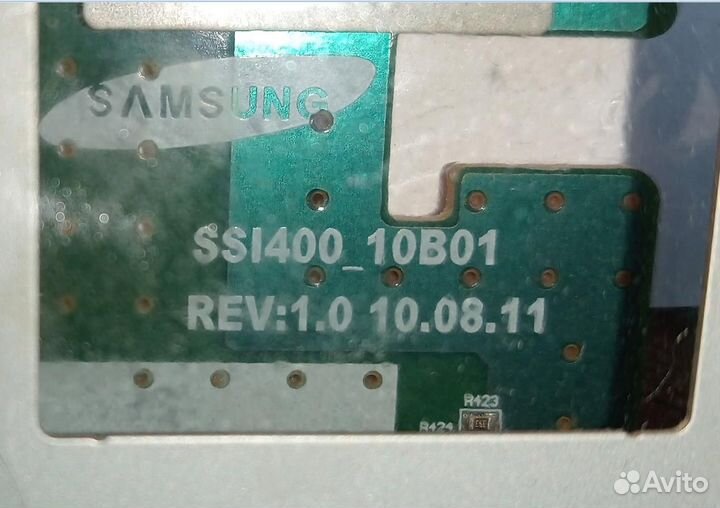 SAMSUNG
SSI400_10B01
REV:1.0 10.08.11
R423
R424
Avito